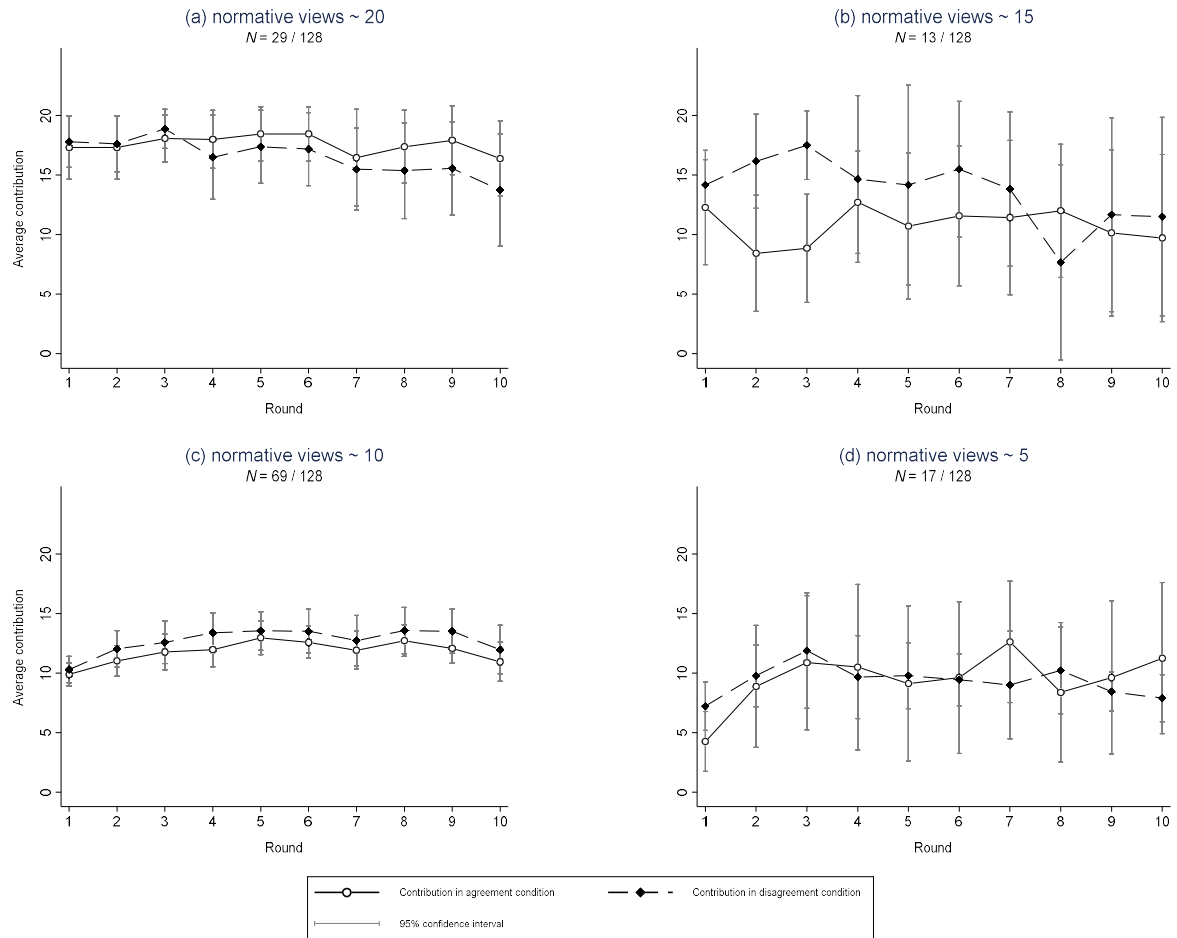 (a) normative views ~ 20
N = 29 / 128
Average contribution
20
15
10
5
0
1 2 3 4 5 6 7 8 9 10
Round
(b) normative views ~ 15
N = 13 / 128
20
15
10
5
0
1 2 3 4 5 6 7 8 9 10
Round
(c) normative views ~ 10
N = 69 / 128
Average contribution
20
15
10
5
0
1 2 3 4 5 6 7 8 9 10
Round
(d) normative views ~ 5
N = 17 / 128
20
15
10
5
0
1 2 3 4 5 6 7 8 9 10
Round
Contribution in agreement condition
Contribution in disagreement condition
95% confidence interval